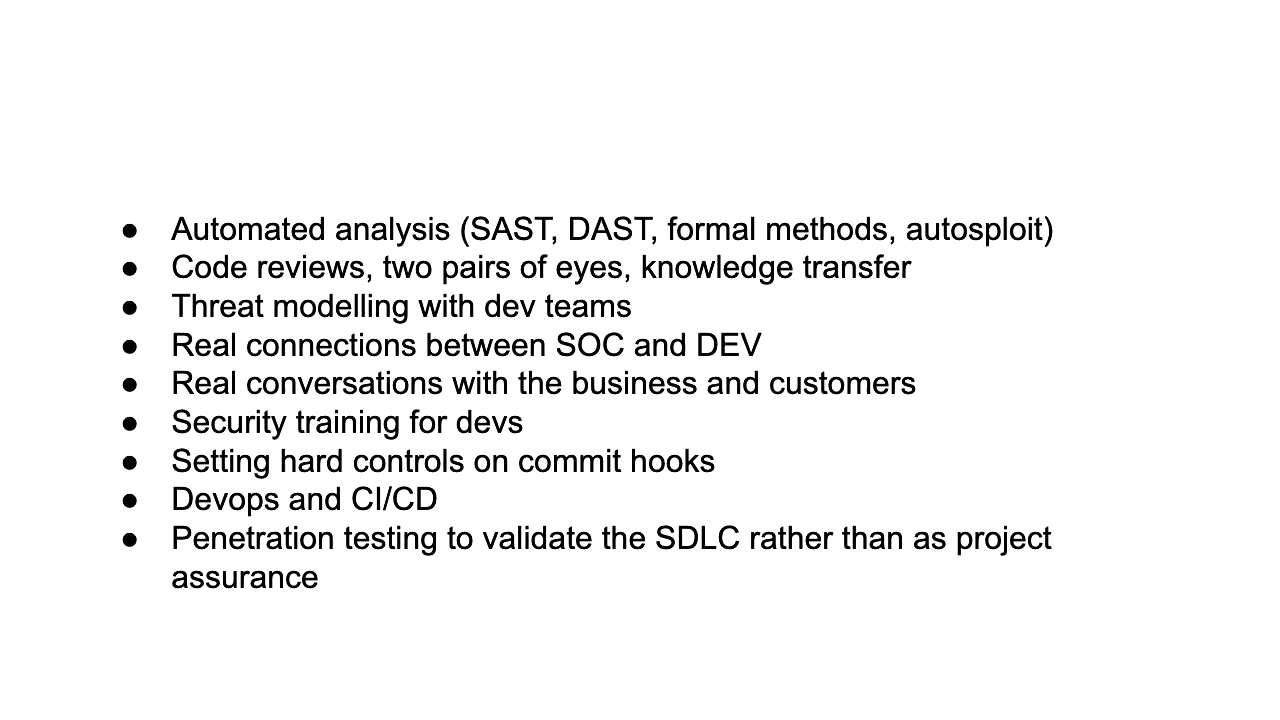 ● Automated analysis (SAST, DAST, formal methods, autosploit)
● Code reviews, two pairs of eyes, knowledge transfer
● Threat modelling with dev teams
● Real connections between SOC and DEV
● Real conversations with the business and customers
● Security training for devs
● Setting hard controls on commit hooks
● Devops and CI/CD
● Penetration testing to validate the SDLC rather than as project
assurance